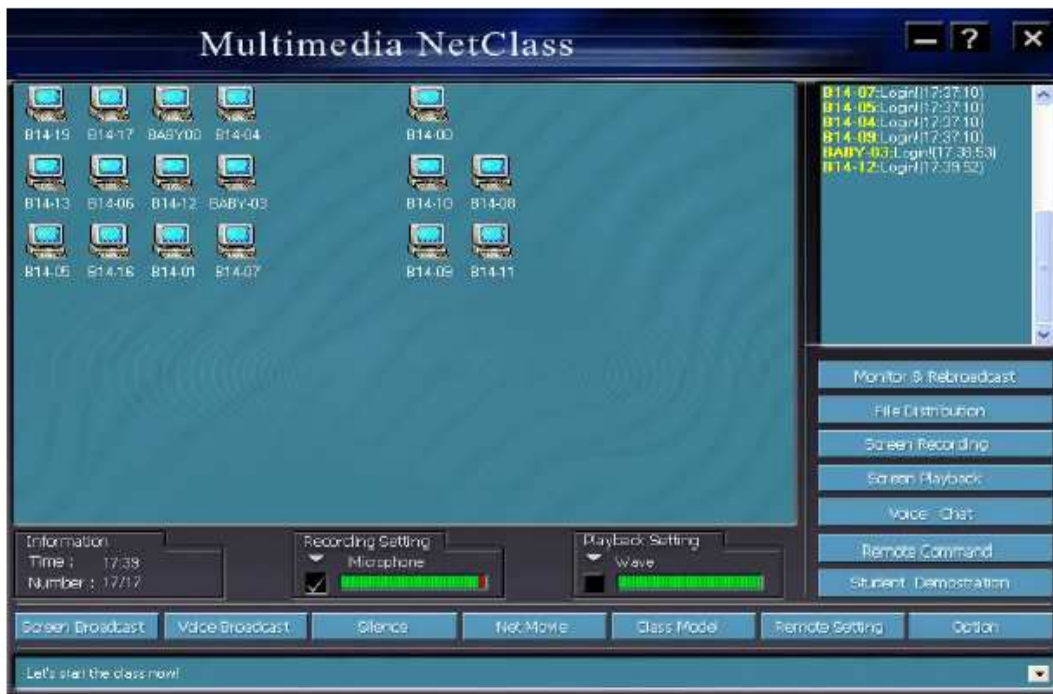 Multimedia NetClass
B14-19 B14-17 BABY00 B14-04 B14-00
B14-13 B14-06 B14-12 BABY-03 B14-10 B14-08
B14-05 B14-16 B14-01 B14-07 B14-09 B14-11
B14-07:Login!(17:37:10)
B14-05:Login!(17:37:10)
B14-04:Login!(17:37:10)
B14-09:Login!(17:37:10)
BABY-03:Login!(17:38:53)
B14-12:Login!(17:39:52)
Monitor & Rebroadcast
File Distribution
Screen Recording
Screen Playback
Voice Chat
Remote Command
Student Demostration
Information
Time : 17:39
Number : 17/17
Recording Setting
Microphone
Playback Setting
Wave
Screen Broadcast Voice Broadcast Silence Net Movie Class Model Remote Setting Option
Let's start the class now!